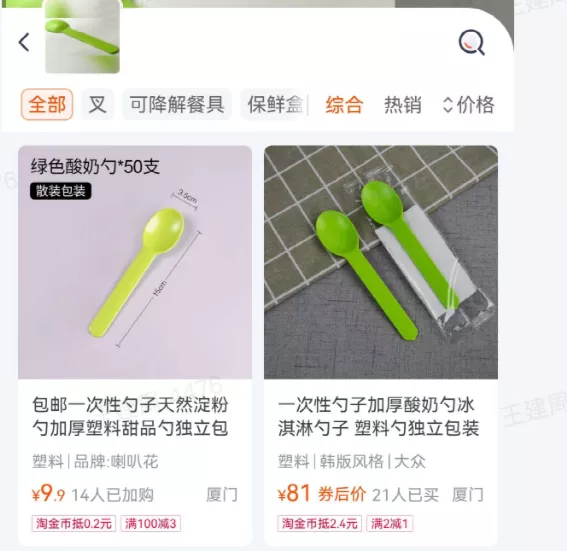 全部 叉 可降解餐具 保鲜盒 综合 热销 价格
绿色酸奶勺*50支
散装包装
3.5cm
15cm
包邮一次性勺子天然淀粉
勺加厚塑料甜品勺独立包
塑料|品牌:喇叭花
¥9.9 14人已加购 厦门
淘金币抵0.2元 满100减3
一次性勺子加厚酸奶勺冰
淇淋勺子 塑料勺独立包装
塑料|韩版风格|大众
¥81 券后价 21人已买 厦门
淘金币抵2.4元 满2减1